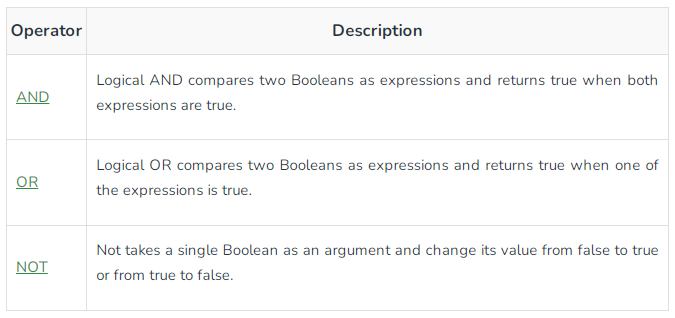 Operator Description
AND
Logical AND compares two Booleans as expressions and returns true when both
expressions are true.
OR
Logical OR compares two Booleans as expressions and returns true when one of
the expressions is true.
NOT
Not takes a single Boolean as an argument and change its value from false to true
or from true to false.